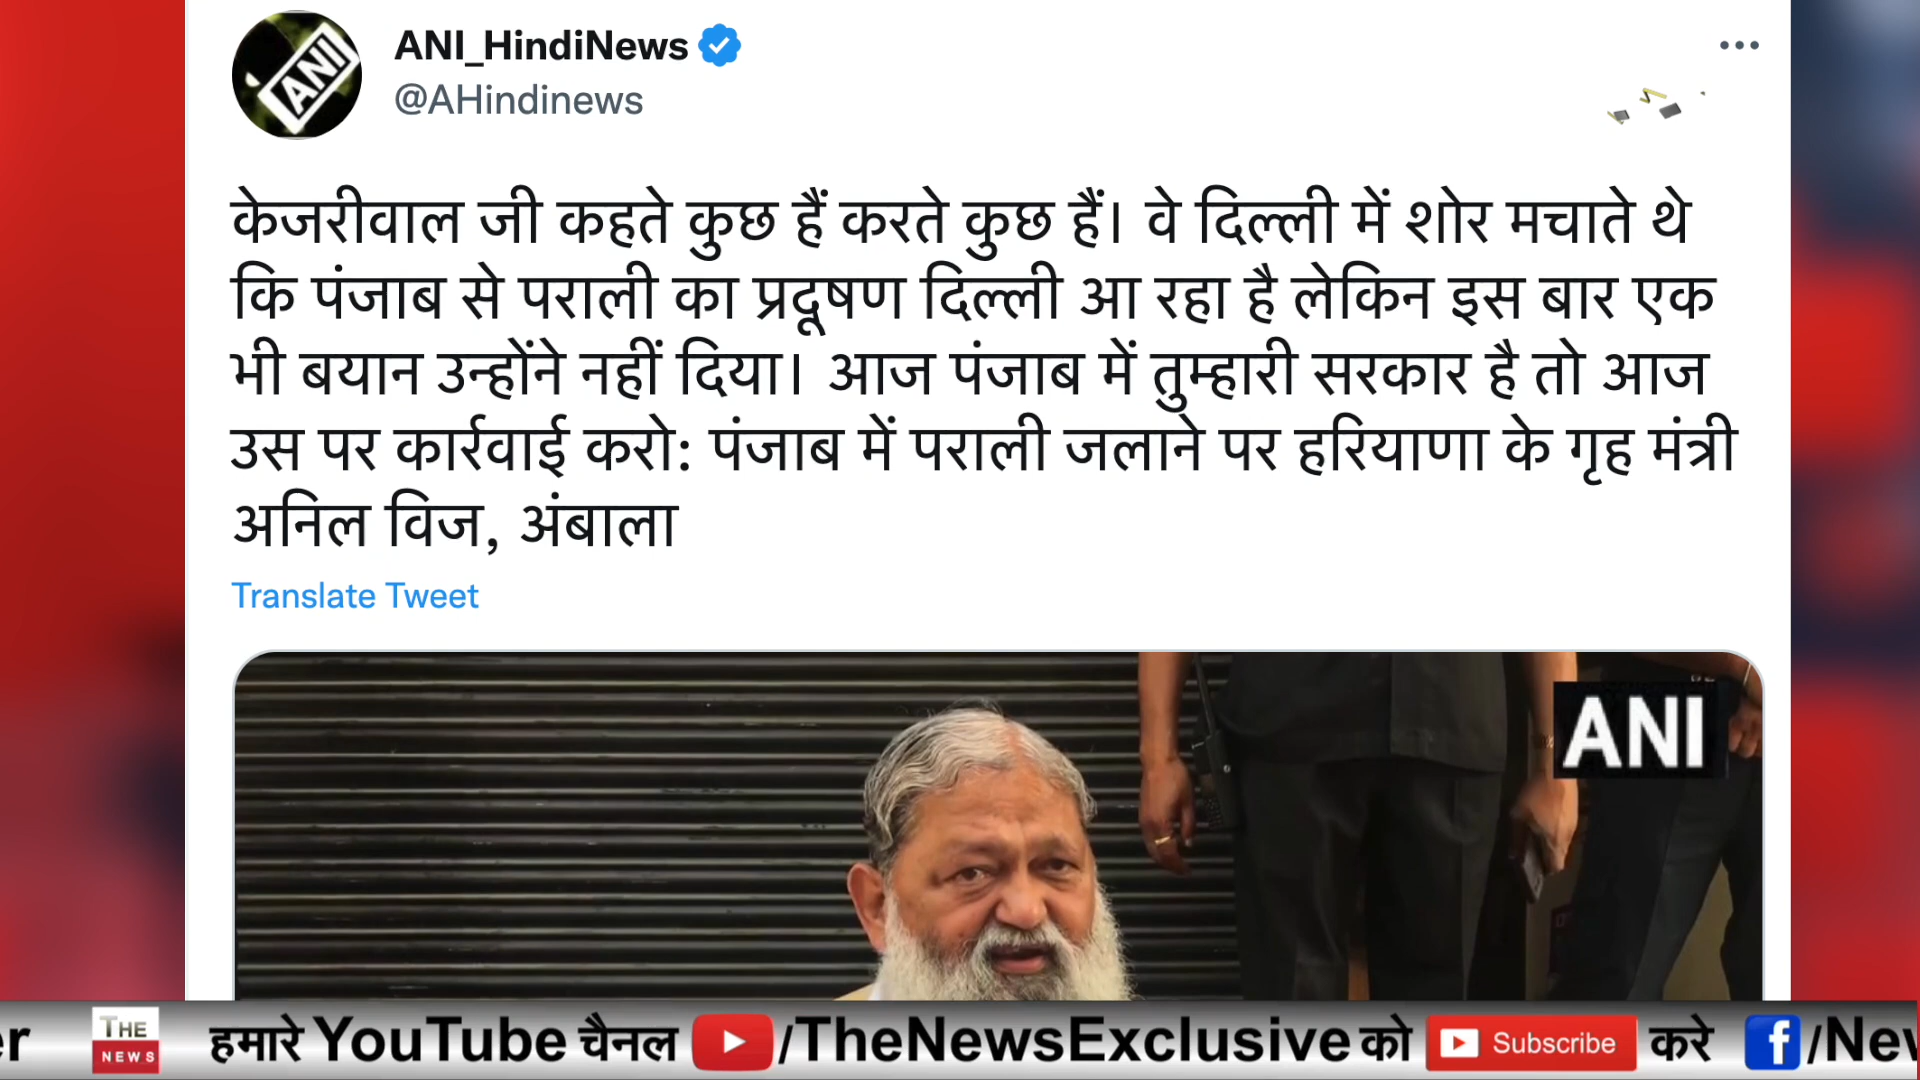 ANI
ANI_HindiNews
@AHindinews
केजरीवाल जी कहते कुछ हैं करते कुछ हैं। वे दिल्ली में शोर मचाते थे
कि पंजाब से पराली का प्रदूषण दिल्ली आ रहा है लेकिन इस बार एक
भी बयान उन्होंने नहीं दिया। आज पंजाब में तुम्हारी सरकार है तो आज
उस पर कार्रवाई करो: पंजाब में पराली जलाने पर हरियाणा के गृह मंत्री
अनिल विज, अंबाला
Translate Tweet
ANI
THE NEWS हमारे YouTube चैनल /TheNewsExclusive को Subscribe करे f